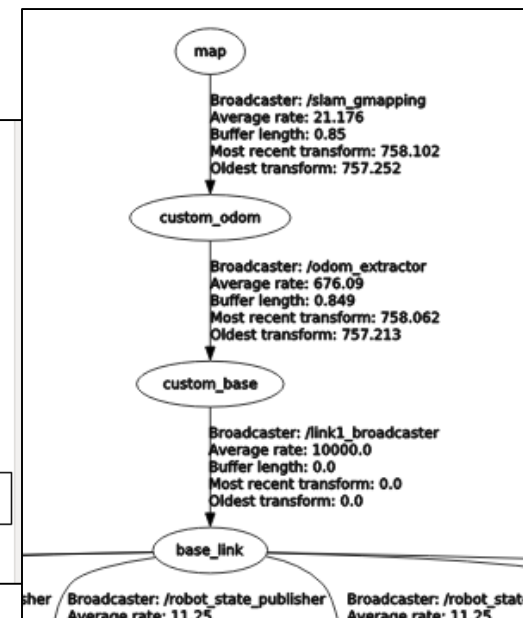 map
Broadcaster: /slam_gmapping
Average rate: 21.176
Buffer length: 0.85
Most recent transform: 758.102
Oldest transform: 757.252
custom_odom
Broadcaster: /odom_extractor
Average rate: 676.09
Buffer length: 0.849
Most recent transform: 758.062
Oldest transform: 757.213
custom_base
Broadcaster: /link1_broadcaster
Average rate: 10000.0
Buffer length: 0.0
Most recent transform: 0.0
Oldest transform: 0.0
base_link
sher Broadcaster: /robot_state_publisher Broadcaster: /robot_stat
Average rate: 11.25 Average rate: 11.25